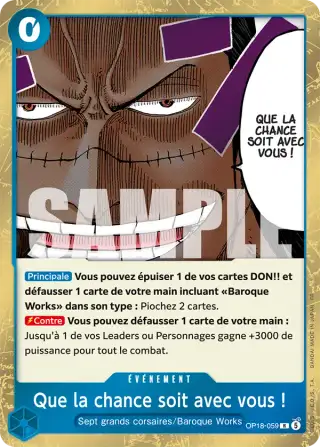 0
QUE LA
CHANCE
SOIT AVEC
VOUS !
SAMPLE
Principale Vous pouvez épuiser 1 de vos cartes DON!! et
défausser 1 carte de votre main incluant «Baroque
Works» dans son type : Piochez 2 cartes.
Contre Vous pouvez défausser 1 carte de votre main :
Jusqu'à 1 de vos Leaders ou Personnages gagne +3000 de
puissance pour tout le combat.
ÉVÉNEMENT
Que la chance soit avec vous !
Sept grands corsaires/Baroque Works
OP18-059 R